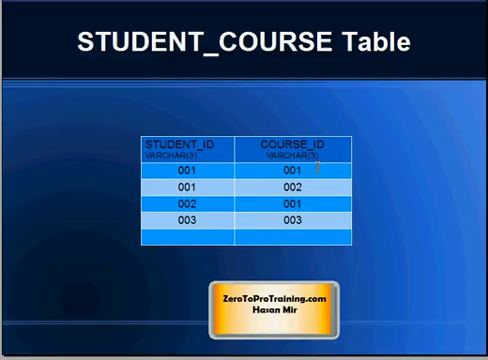 STUDENT_COURSE Table
STUDENT_ID COURSE_ID
VARCHAR(3) VARCHAR(3)
001 001
001 002
002 001
003 003
ZeroToProTraining.com
Hasan Mir